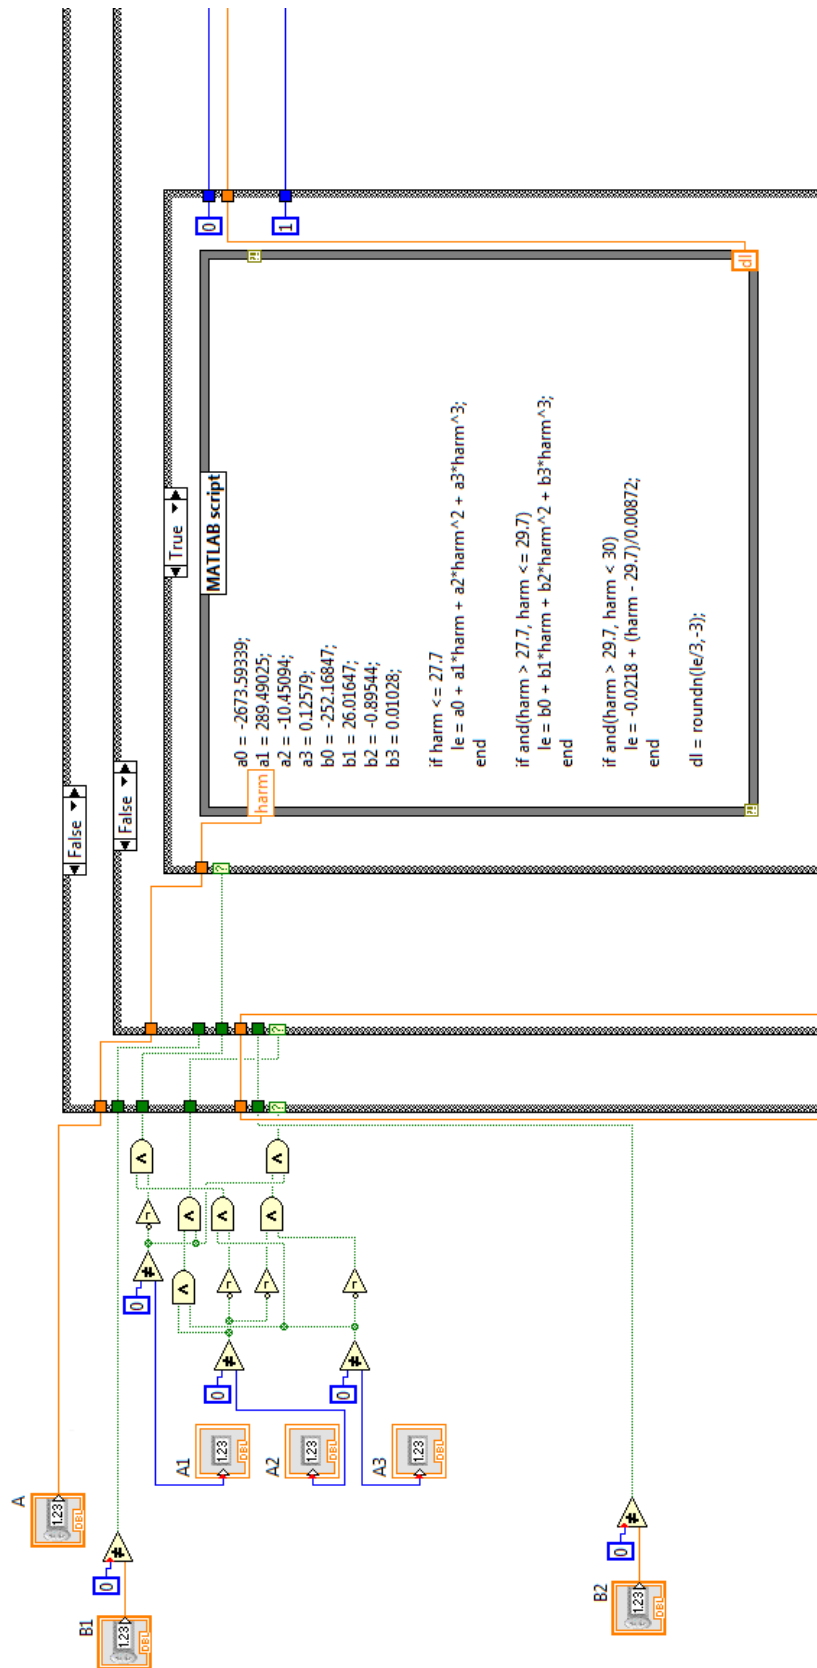 False
False
True
MATLAB script
a0 = -2673.59339;
a1 = 289.49025;
a2 = -10.45094;
a3 = 0.12579;
b0 = -252.16847;
b1 = 26.01647;
b2 = -0.89544;
b3 = 0.01028;
if harm <= 27.7
le = a0 + a1*harm + a2*harm^2 + a3*harm^3;
end
if and(harm > 27.7, harm <= 29.7)
le = b0 + b1*harm + b2*harm^2 + b3*harm^3;
end
if and(harm > 29.7, harm < 30)
le = -0.0218 + (harm - 29.7)/0.00872;
end
dl = roundn(le/3, -3);
harm
dl
0
1
?!
?!
?
?
?
A
1.23
DBL
B1
1.23
DBL
0
≠
A1
1.23
DBL
A2
1.23
DBL
A3
1.23
DBL
0
≠
0
≠
0
≠
¬
¬
¬
¬
∧
∧
∧
∧
∧
∧
B2
1.23
DBL
0
≠